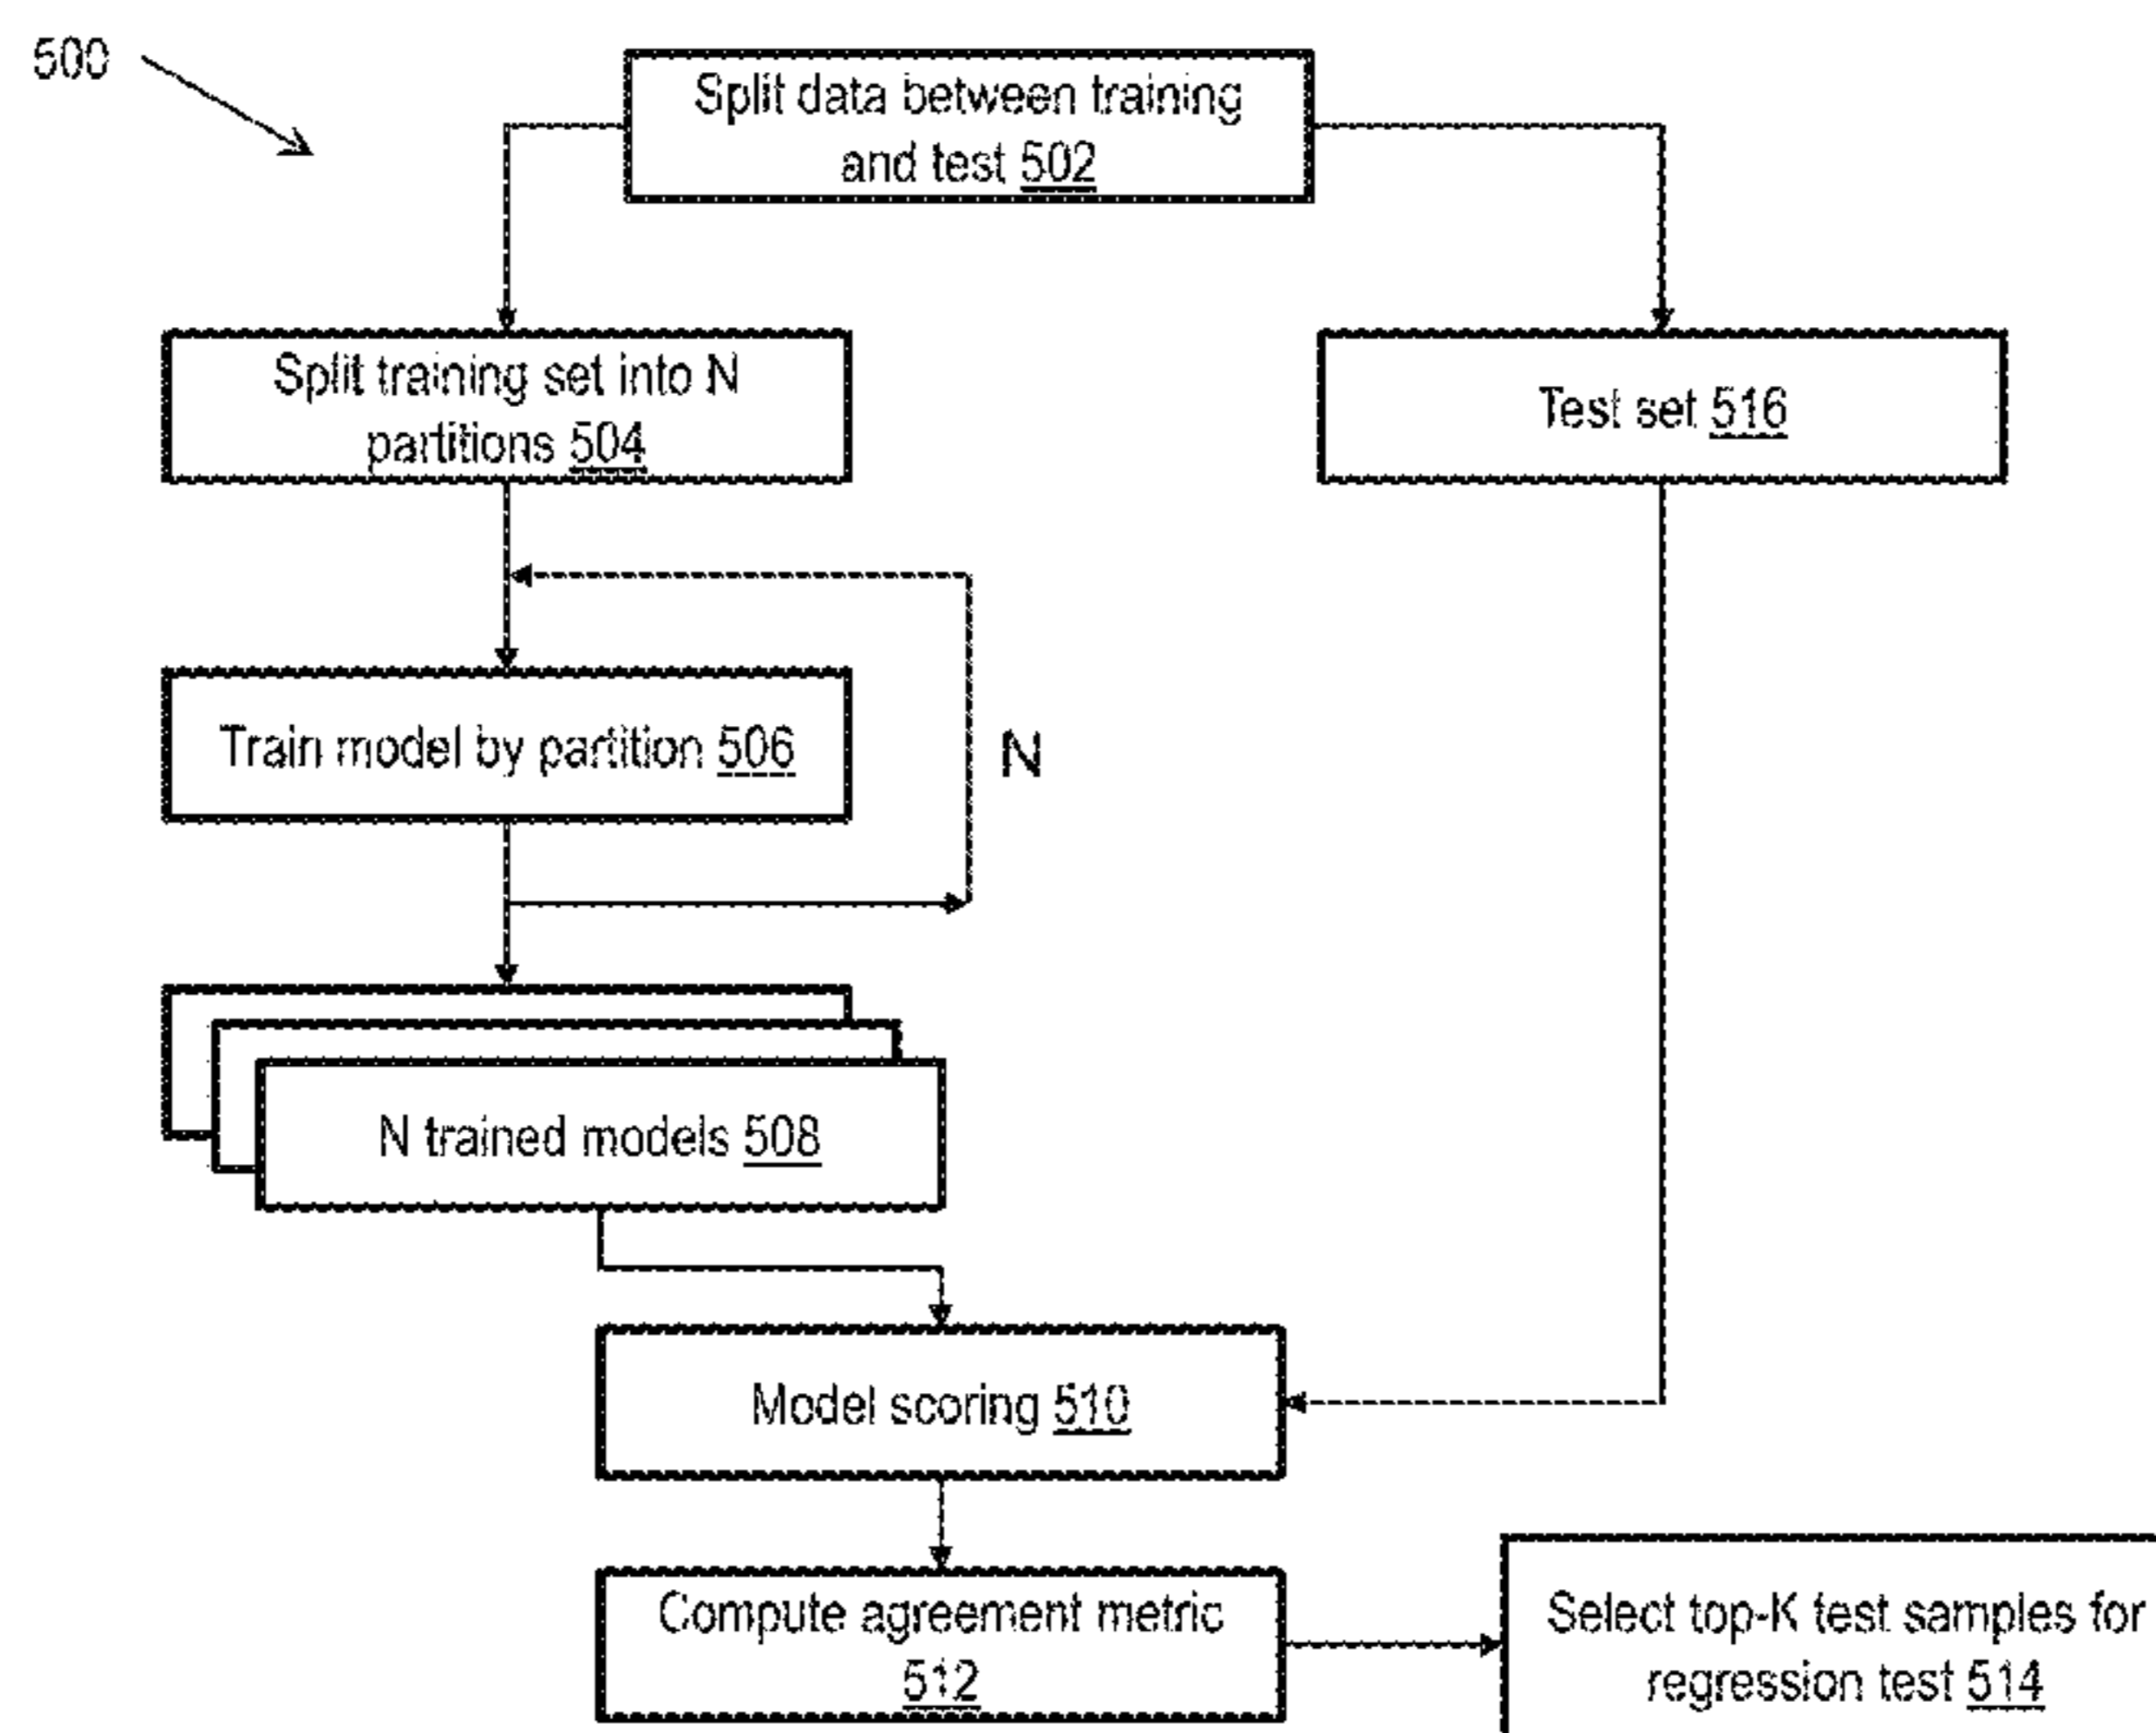 500
Split data between training
and test 502
Split training set into N
partitions 504
Test set 516
Train model by partition 506
N
N trained models 508
Model scoring 510
Compute agreement metric
512
Select top-K test samples for
regression test 514